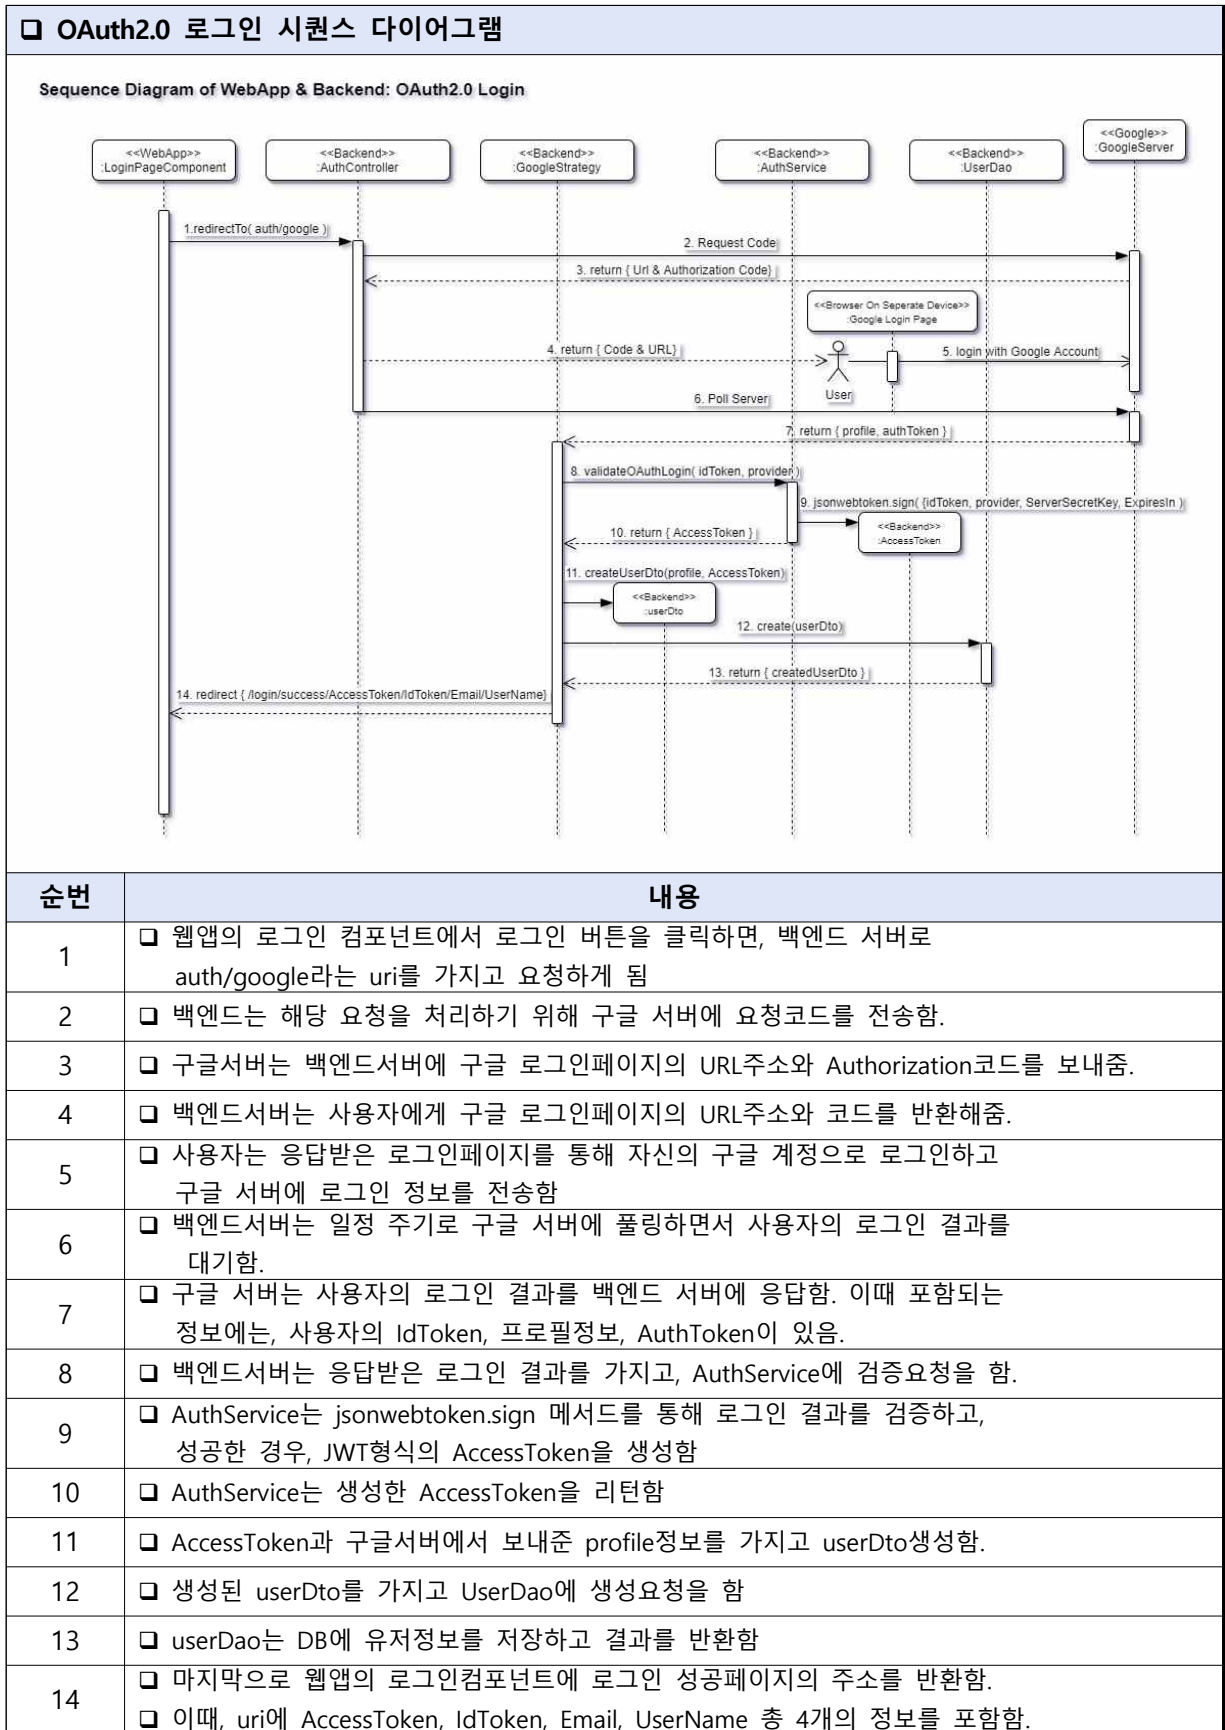 ❑ OAuth2.0 로그인 시퀀스 다이어그램
Sequence Diagram of WebApp & Backend: OAuth2.0 Login
<<WebApp>>
:LoginPageComponent
<<Backend>>
:AuthController
<<Backend>>
:GoogleStrategy
<<Backend>>
:AuthService
<<Backend>>
:UserDao
<<Google>>
:GoogleServer
1.redirectTo( auth/google )
2. Request Code
3. return { Url & Authorization Code}
<<Browser On Seperate Device>>
:Google Login Page
4. return { Code & URL}
5. login with Google Account
User
6. Poll Server
7. return { profile, authToken }
8. validateOAuthLogin( idToken, provider )
9. jsonwebtoken.sign( {idToken, provider, ServerSecretKey, ExpiresIn )
<<Backend>>
:AccessToken
10. return { AccessToken }
11. createUserDto(profile, AccessToken)
<<Backend>>
:userDto
12. create(userDto)
13. return { createdUserDto }
14. redirect { /login/success/AccessToken/IdToken/Email/UserName}
순번 내용
1 ❑ 웹앱의 로그인 컴포넌트에서 로그인 버튼을 클릭하면, 백엔드 서버로
auth/google라는 uri를 가지고 요청하게 됨
2 ❑ 백엔드는 해당 요청을 처리하기 위해 구글 서버에 요청코드를 전송함.
3 ❑ 구글서버는 백엔드서버에 구글 로그인페이지의 URL주소와 Authorization코드를 보내줌.
4 ❑ 백엔드서버는 사용자에게 구글 로그인페이지의 URL주소와 코드를 반환해줌.
5 ❑ 사용자는 응답받은 로그인페이지를 통해 자신의 구글 계정으로 로그인하고
구글 서버에 로그인 정보를 전송함
6 ❑ 백엔드서버는 일정 주기로 구글 서버에 풀링하면서 사용자의 로그인 결과를
대기함.
7 ❑ 구글 서버는 사용자의 로그인 결과를 백엔드 서버에 응답함. 이때 포함되는
정보에는, 사용자의 IdToken, 프로필정보, AuthToken이 있음.
8 ❑ 백엔드서버는 응답받은 로그인 결과를 가지고, AuthService에 검증요청을 함.
9 ❑ AuthService는 jsonwebtoken.sign 메서드를 통해 로그인 결과를 검증하고,
성공한 경우, JWT형식의 AccessToken을 생성함
10 ❑ AuthService는 생성한 AccessToken을 리턴함
11 ❑ AccessToken과 구글서버에서 보내준 profile정보를 가지고 userDto생성함.
12 ❑ 생성된 userDto를 가지고 UserDao에 생성요청을 함
13 ❑ userDao는 DB에 유저정보를 저장하고 결과를 반환함
14 ❑ 마지막으로 웹앱의 로그인컴포넌트에 로그인 성공페이지의 주소를 반환함.
❑ 이때, uri에 AccessToken, IdToken, Email, UserName 총 4개의 정보를 포함함.